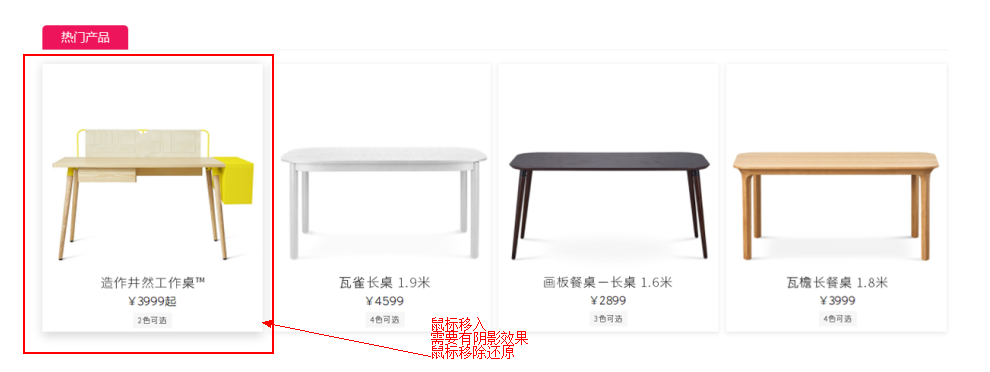 热门产品
造作井然工作桌™
￥3999起
2色可选
瓦雀长桌 1.9米
￥4599
4色可选
画板餐桌－长桌 1.6米
￥2899
3色可选
瓦檐长餐桌 1.8米
￥3999
4色可选
鼠标移入
需要有阴影效果
鼠标移除还原